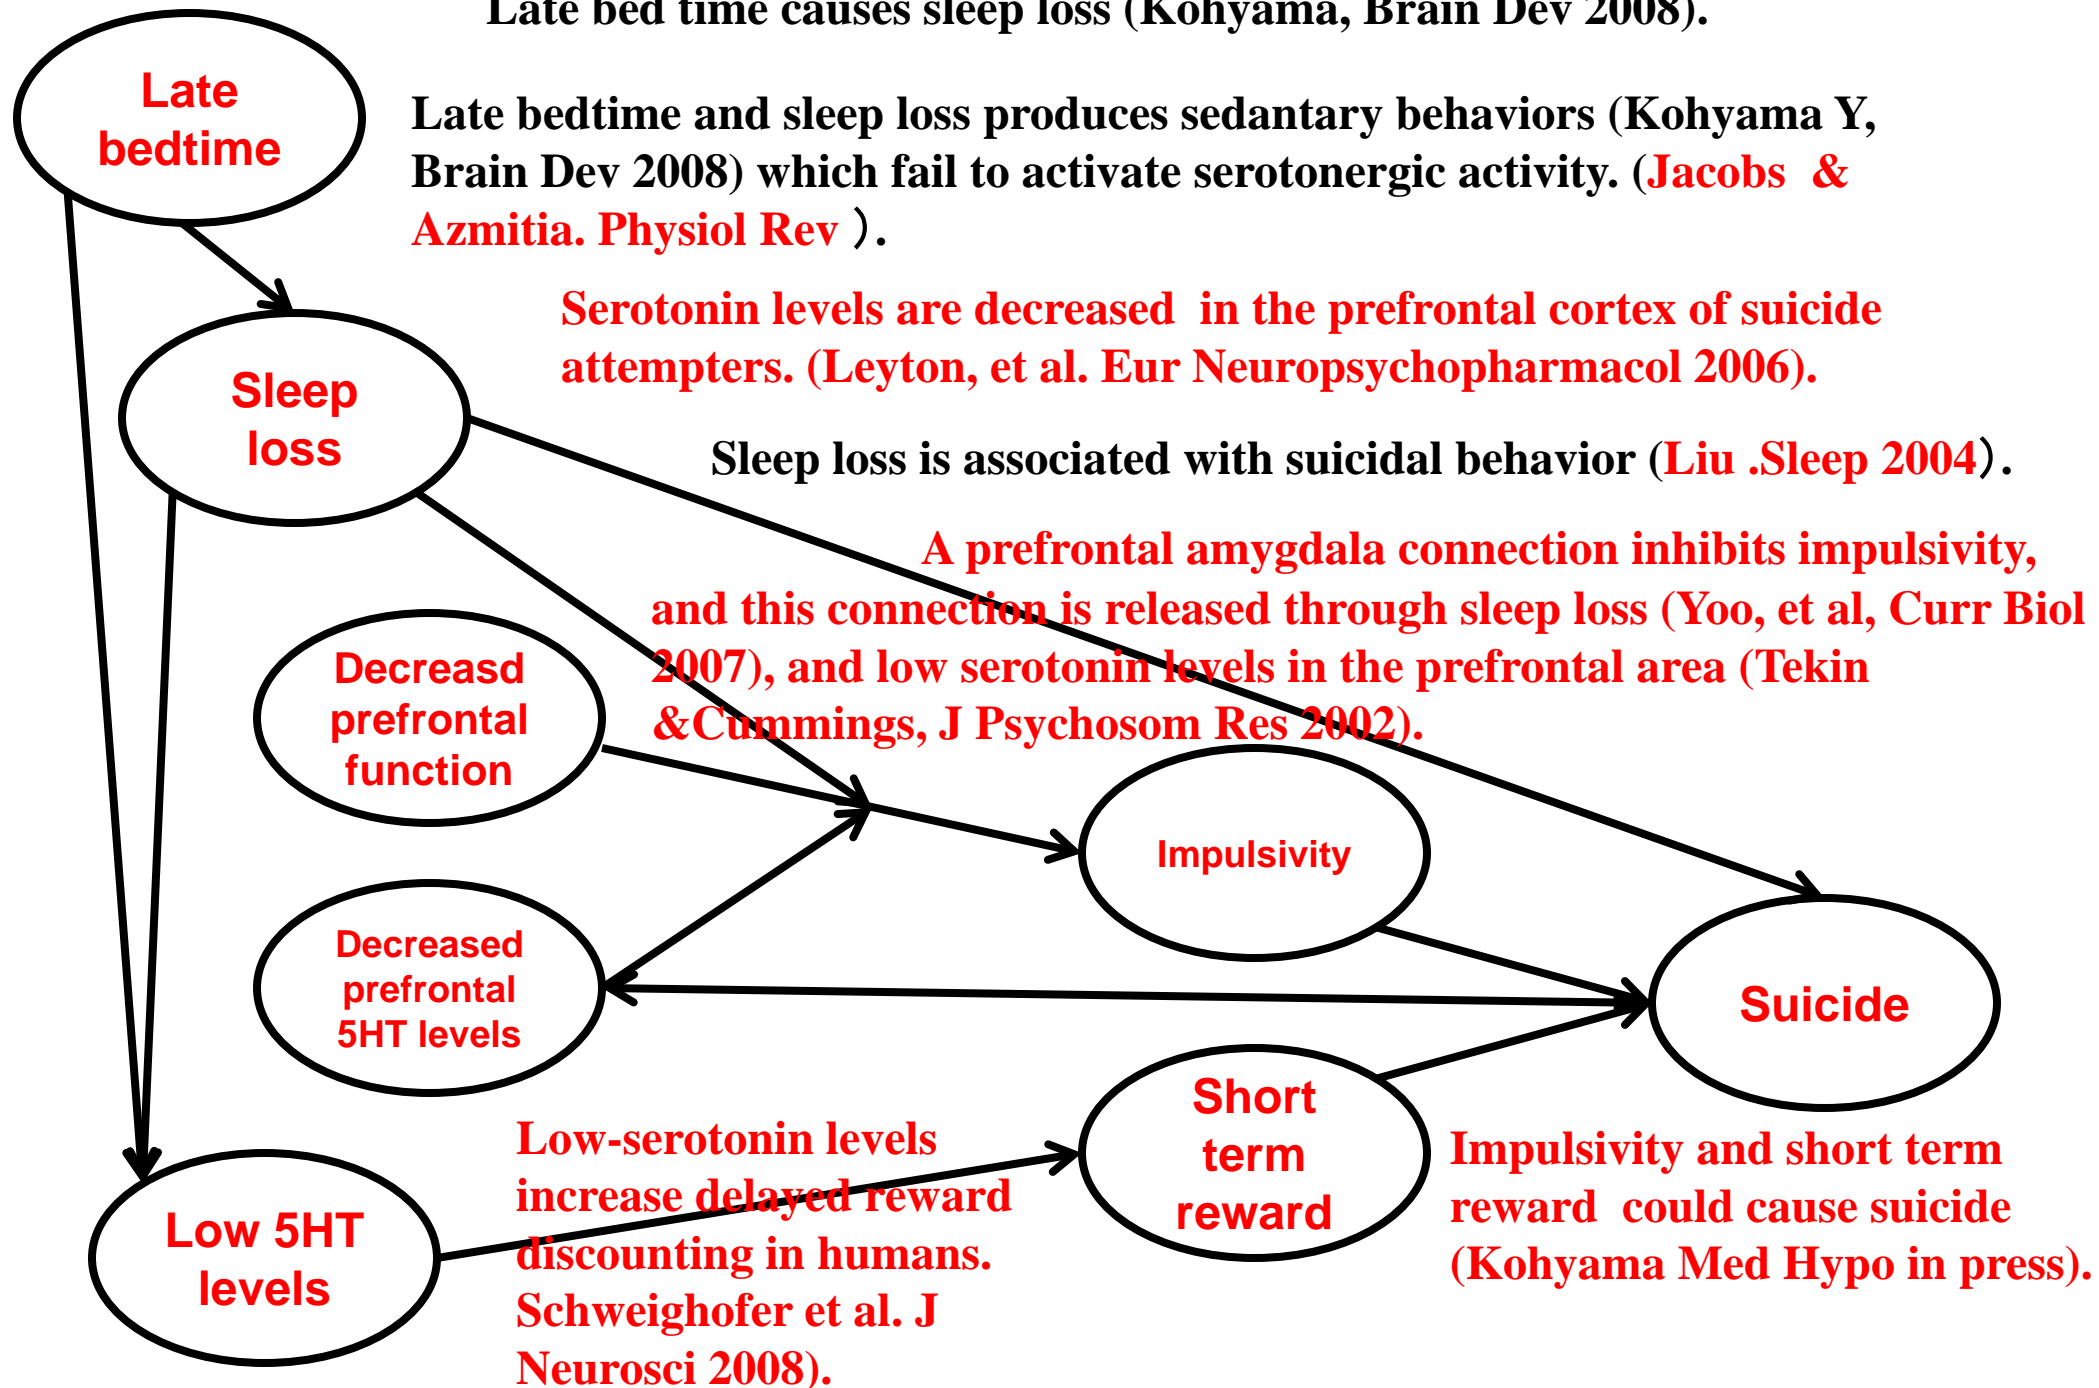 Late bed time causes sleep loss (Kohyama, Brain Dev 2008).
Late
bedtime
Late bedtime and sleep loss produces sedantary behaviors (Kohyama Y,
Brain Dev 2008) which fail to activate serotonergic activity. (Jacobs &
Azmitia. Physiol Rev ）.
Serotonin levels are decreased in the prefrontal cortex of suicide
attempters. (Leyton, et al. Eur Neuropsychopharmacol 2006).
Sleep
loss
Sleep loss is associated with suicidal behavior (Liu .Sleep 2004）.
A prefrontal amygdala connection inhibits impulsivity,
and this connection is released through sleep loss (Yoo, et al, Curr Biol
2007), and low serotonin levels in the prefrontal area (Tekin
&Cummings, J Psychosom Res 2002).
Decreasd
prefrontal
function
Impulsivity
Decreased
prefrontal
5HT levels
Suicide
Short
term
reward
Low-serotonin levels
increase delayed reward
discounting in humans.
Schweighofer et al. J
Neurosci 2008).
Impulsivity and short term
reward could cause suicide
(Kohyama Med Hypo in press).
Low 5HT
levels